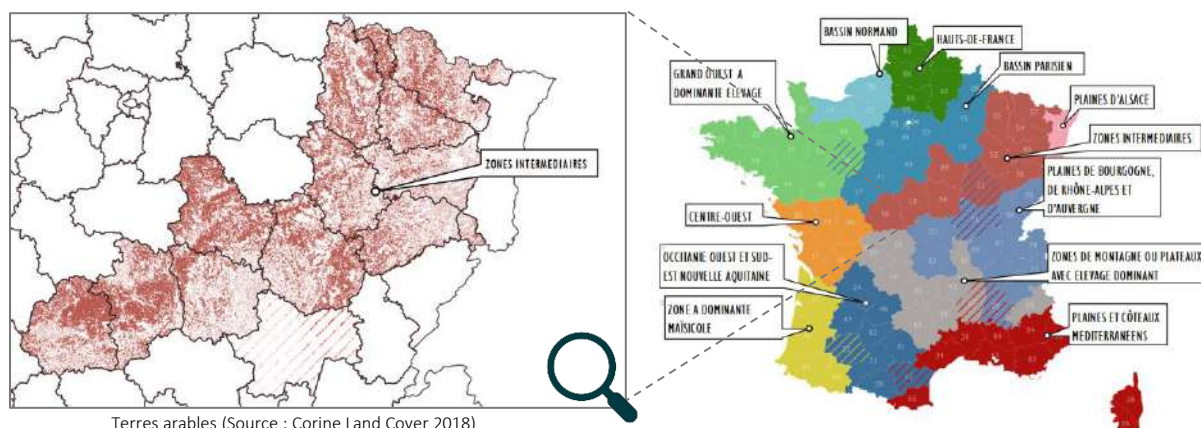 ZONES INTERMEDIAIRES
Terres arables (Source : Corine Land Cover 2018)
BASSIN NORMAND
HAUTS-DE-FRANCE
GRAND OUEST A
DOMINANTE ELEVAGE
BASSIN PARISIEN
PLAINES D'ALSACE
ZONES INTERMEDIAIRES
PLAINES DE BOURGOGNE,
DE RHÔNE-ALPES ET
D'AUVERGNE
CENTRE-OUEST
OCCITANIE OUEST ET SUD-
EST NOUVELLE AQUITAINE
ZONES DE MONTAGNE OU PLATEAUX
AVEC ELEVAGE DOMINANT
ZONE A DOMINANTE
MAÏSICOLE
PLAINES ET CÔTEAUX
MEDITERRANEENS